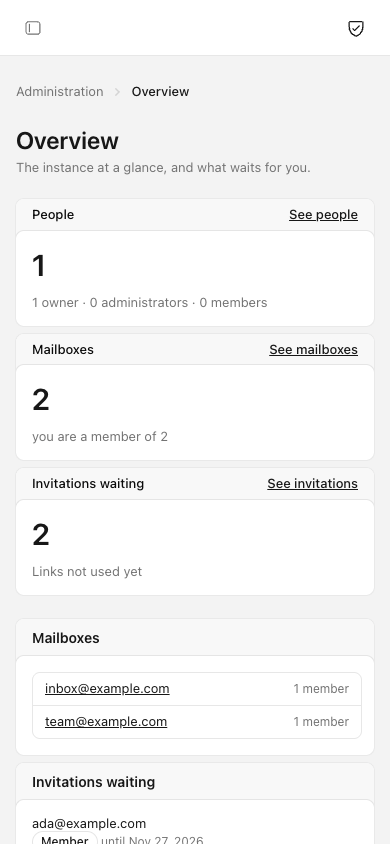 Administration > Overview
Overview
The instance at a glance, and what waits for you.
People See people
1
1 owner · 0 administrators · 0 members
Mailboxes See mailboxes
2
you are a member of 2
Invitations waiting See invitations
2
Links not used yet
Mailboxes
inbox@example.com 1 member
team@example.com 1 member
Invitations waiting
ada@example.com
Member until Nov 27, 2026